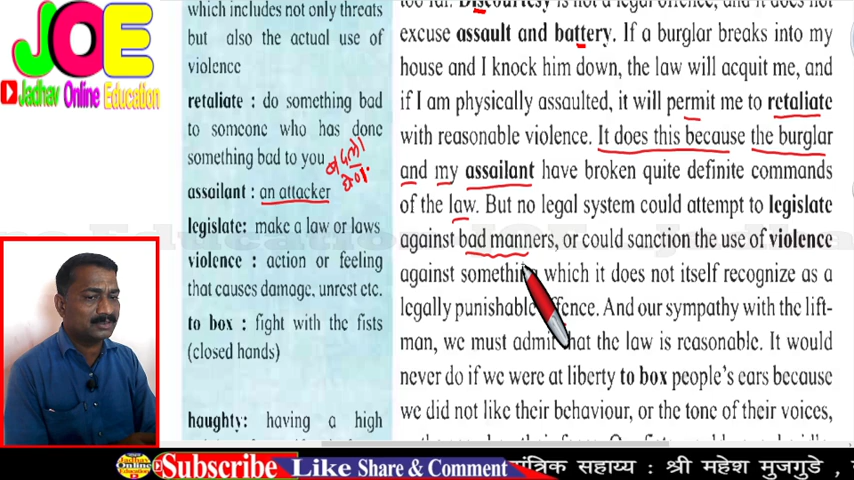 JOE
Jadhav Online Education
which includes not only threats
but also the actual use of
violence
retaliate : do something bad
to someone who has done
something bad to you
बदला
घेणे
assailant : an attacker
legislate: make a law or laws
violence : action or feeling
that causes damage, unrest etc.
to box : fight with the fists
(closed hands)
haughty: having a high
too far. Discourtesy is not a legal offence, and it does not
excuse assault and battery. If a burglar breaks into my
house and I knock him down, the law will acquit me, and
if I am physically assaulted, it will permit me to retaliate
with reasonable violence. It does this because the burglar
and my assailant have broken quite definite commands
of the law. But no legal system could attempt to legislate
against bad manners, or could sanction the use of violence
against something which it does not itself recognize as a
legally punishable offence. And our sympathy with the lift-
man, we must admit that the law is reasonable. It would
never do if we were at liberty to box people's ears because
we did not like their behaviour, or the tone of their voices,
Jadhav Online Education
Subscribe Like Share & Comment
तांत्रिक सहाय्य : श्री महेश मुजगुडे ,